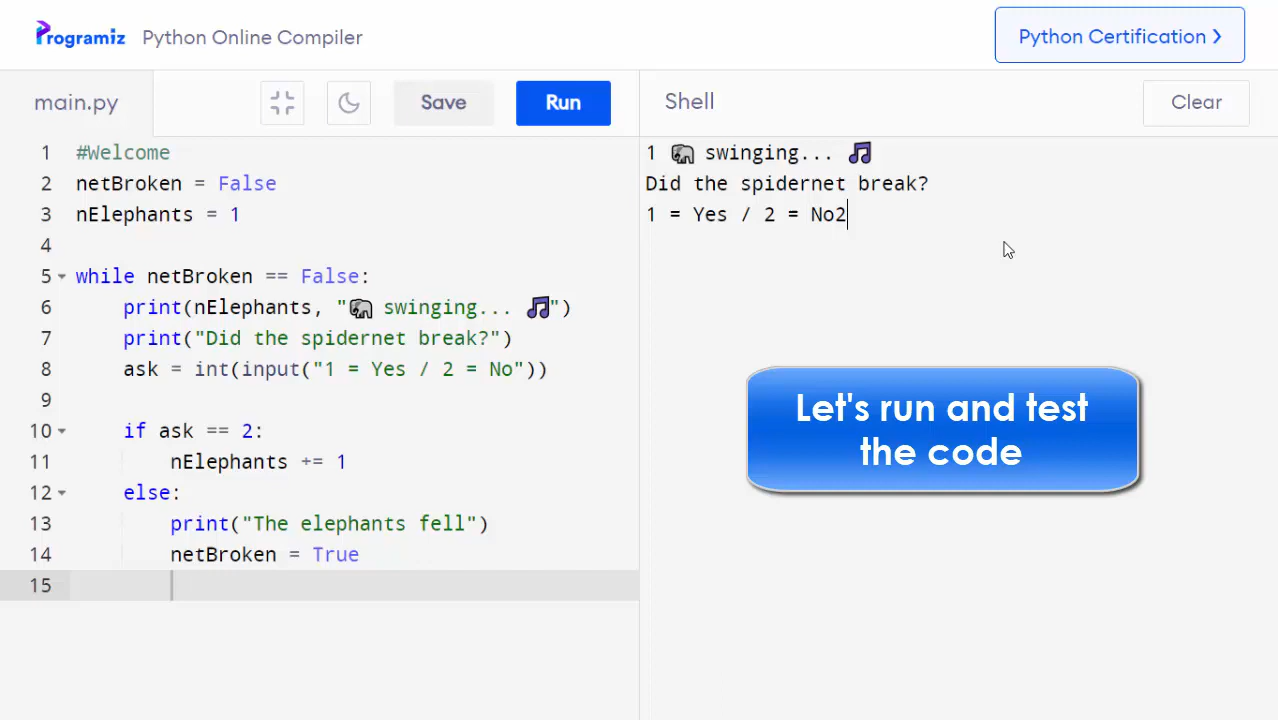 Programiz Python Online Compiler
Python Certification ❯
main.py
Save
Run
Shell
Clear
1 #Welcome
2 netBroken = False
3 nElephants = 1
4
5 while netBroken == False:
6 print(nElephants, "🐘 swinging... 🎵")
7 print("Did the spidernet break?")
8 ask = int(input("1 = Yes / 2 = No"))
9
10 if ask == 2:
11 nElephants += 1
12 else:
13 print("The elephants fell")
14 netBroken = True
15
1 🐘 swinging... 🎵
Did the spidernet break?
1 = Yes / 2 = No2
Let's run and test
the code